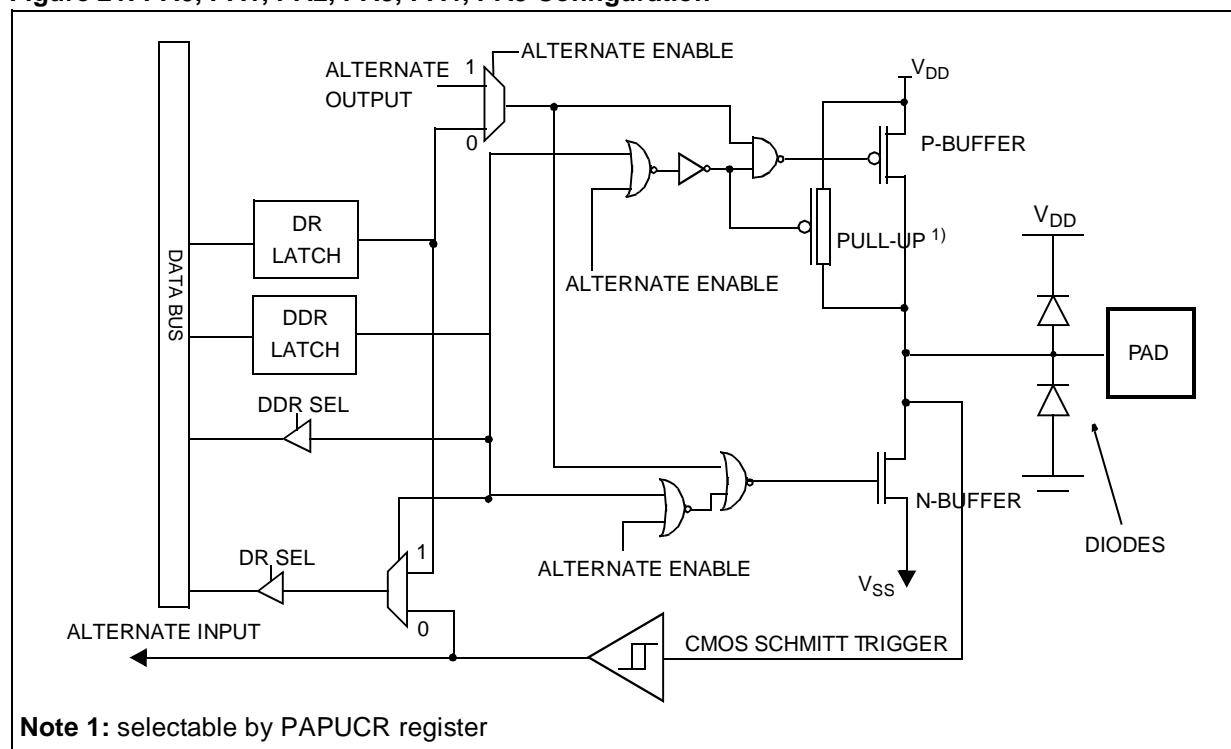 ALTERNATE ENABLE
ALTERNATE
OUTPUT
1
0
VDD
P-BUFFER
DR
LATCH
PULL-UP 1)
VDD
ALTERNATE ENABLE
DATA BUS
DDR
LATCH
PAD
DDR SEL
N-BUFFER
DIODES
DR SEL
1
ALTERNATE ENABLE
VSS
0
ALTERNATE INPUT
CMOS SCHMITT TRIGGER
Note 1: selectable by PAPUCR register